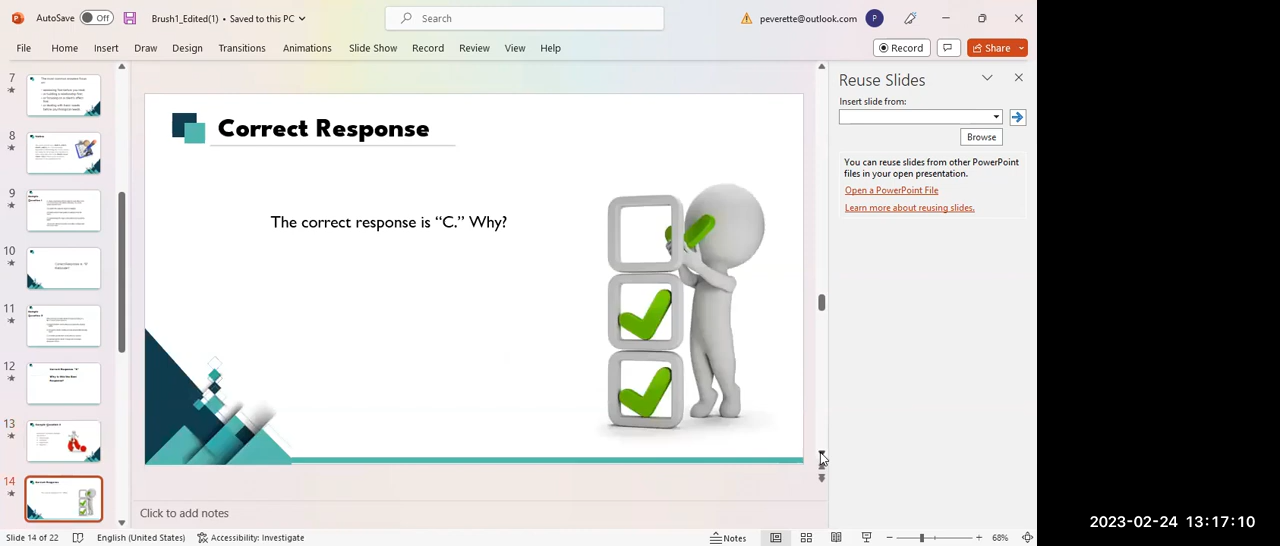 AutoSave Off Brush1_Edited(1) • Saved to this PC Search peverette@outlook.com P
File Home Insert Draw Design Transitions Animations Slide Show Record Review View Help Record Share
7
8
9
10
11
12
13
14
Correct Response
The correct response is “C.” Why?
Click to add notes
Reuse Slides
Insert slide from:
Browse
You can reuse slides from other PowerPoint
files in your open presentation.
Open a PowerPoint File
Learn more about reusing slides.
Slide 14 of 22 English (United States) Accessibility: Investigate Notes 68%
2023-02-24 13:17:10